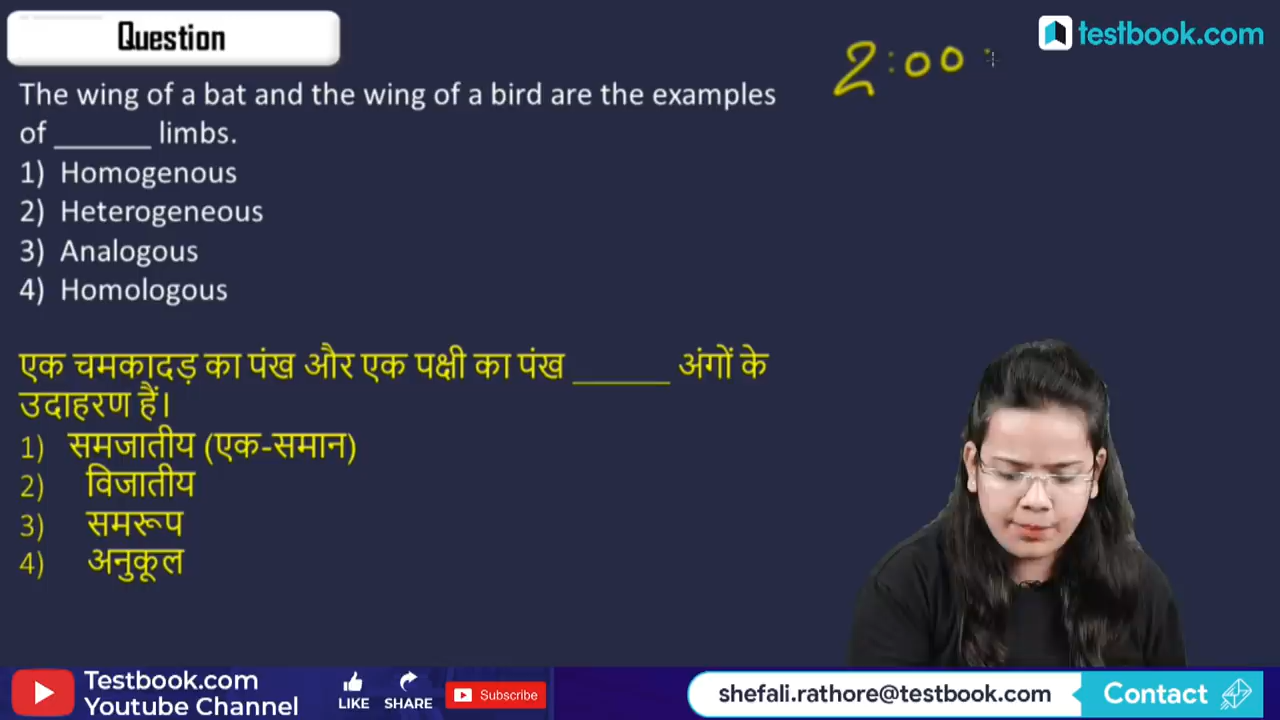 Question
testbook.com
2:00
The wing of a bat and the wing of a bird are the examples
of ______ limbs.
1) Homogenous
2) Heterogeneous
3) Analogous
4) Homologous
एक चमकादड़ का पंख और एक पक्षी का पंख ______ अंगों के
उदाहरण हैं।
1) समजातीय (एक-समान)
2) विजातीय
3) समरूप
4) अनुकूल
Testbook.com
Youtube Channel
LIKE
SHARE
Subscribe
shefali.rathore@testbook.com
Contact